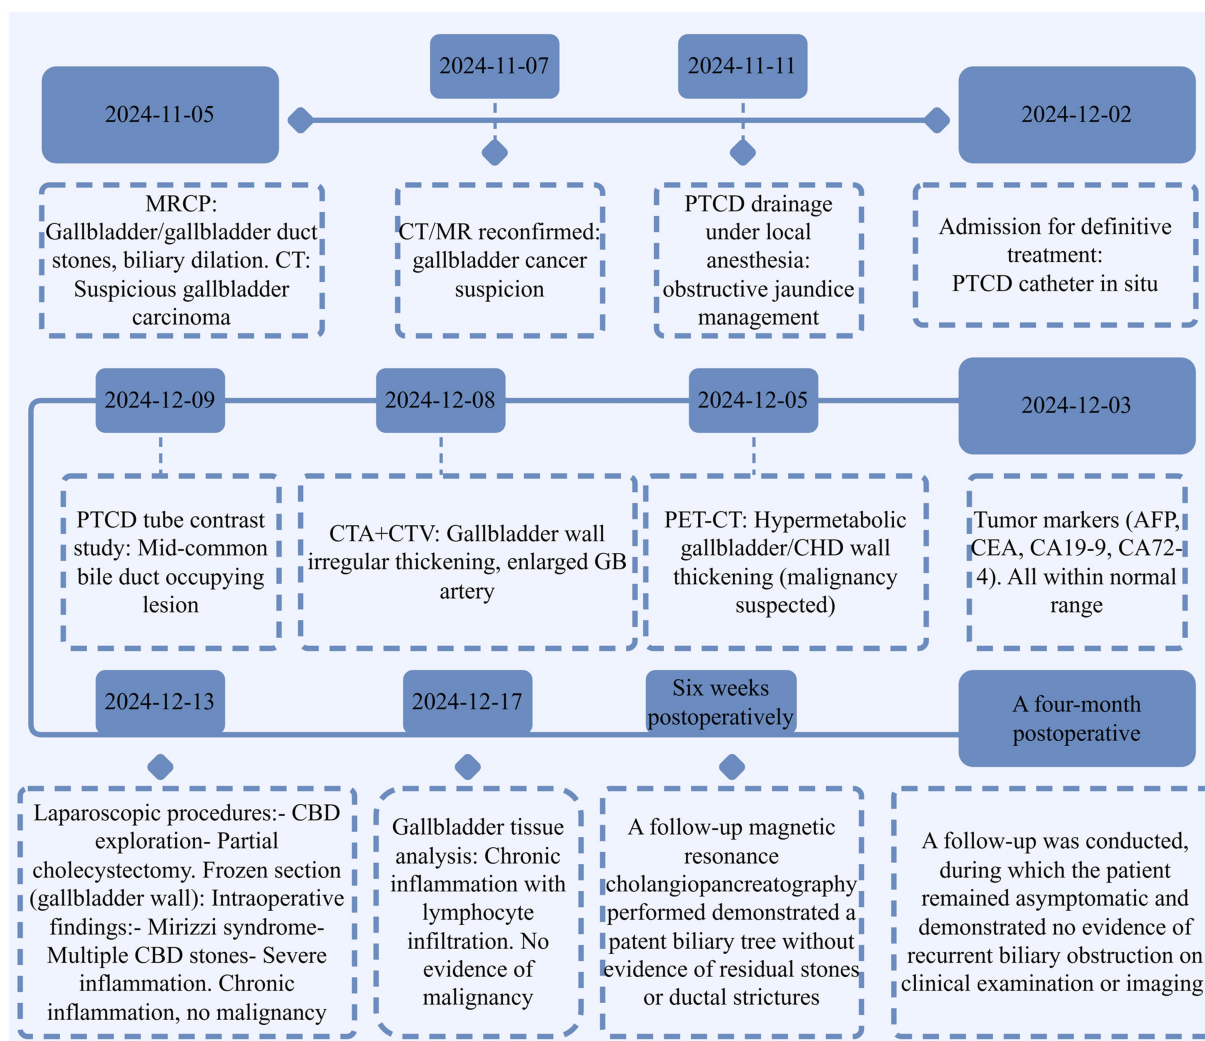 2024-11-05
2024-11-07
2024-11-11
2024-12-02
MRCP:
Gallbladder/gallbladder duct
stones, biliary dilation. CT:
Suspicious gallbladder
carcinoma
CT/MR reconfirmed:
gallbladder cancer
suspicion
PTCD drainage
under local
anesthesia:
obstructive jaundice
management
Admission for definitive
treatment:
PTCD catheter in situ
2024-12-09
2024-12-08
2024-12-05
2024-12-03
PTCD tube contrast
study: Mid-common
bile duct occupying
lesion
CTA+CTV: Gallbladder wall
irregular thickening, enlarged GB
artery
PET-CT: Hypermetabolic
gallbladder/CHD wall
thickening (malignancy
suspected)
Tumor markers (AFP,
CEA, CA19-9, CA72-
4). All within normal
range
2024-12-13
2024-12-17
Six weeks
postoperatively
A four-month
postoperative
Laparoscopic procedures:- CBD
exploration- Partial
cholecystectomy. Frozen section
(gallbladder wall): Intraoperative
findings:- Mirizzi syndrome-
Multiple CBD stones- Severe
inflammation. Chronic
inflammation, no malignancy
Gallbladder tissue
analysis: Chronic
inflammation with
lymphocyte
infiltration. No
evidence of
malignancy
A follow-up magnetic
resonance
cholangiopancreatography
performed demonstrated a
patent biliary tree without
evidence of residual stones
or ductal strictures
A follow-up was conducted,
during which the patient
remained asymptomatic and
demonstrated no evidence of
recurrent biliary obstruction on
clinical examination or imaging